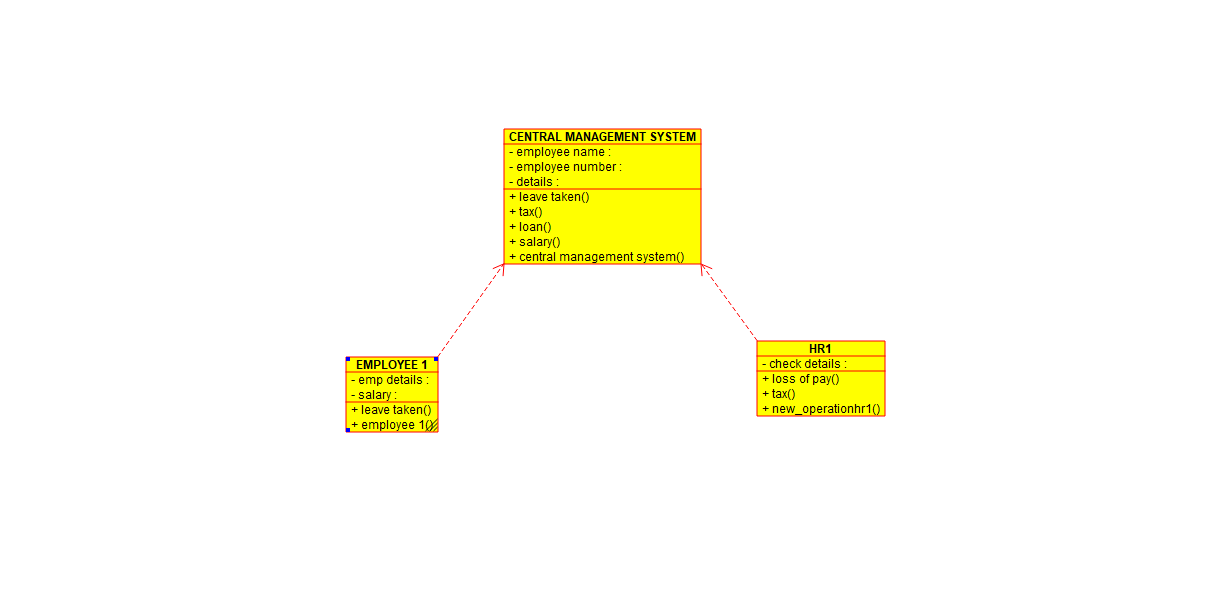 CENTRAL MANAGEMENT SYSTEM
- employee name :
- employee number :
- details :
+ leave taken()
+ tax()
+ loan()
+ salary()
+ central management system()
EMPLOYEE 1
- emp details :
- salary :
+ leave taken()
+ employee 1()
HR1
- check details :
+ loss of pay()
+ tax()
+ new_operationhr1()